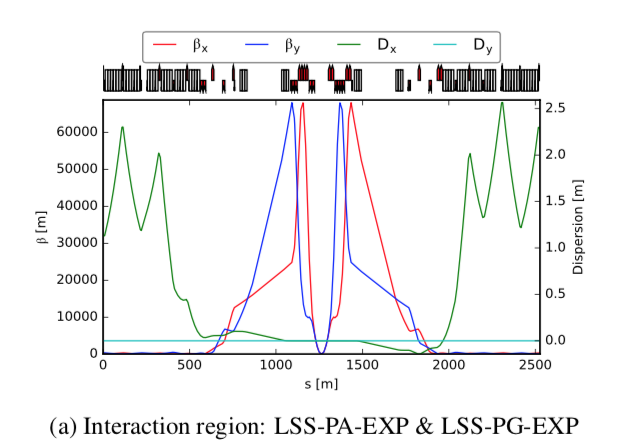 βx βy Dx Dy
60000
50000
40000
30000
20000
10000
0
β [m]
2.5
2.0
1.5
1.0
0.5
0.0
Dispersion [m]
0 500 1000 1500 2000 2500
s [m]
(a) Interaction region: LSS-PA-EXP & LSS-PG-EXP